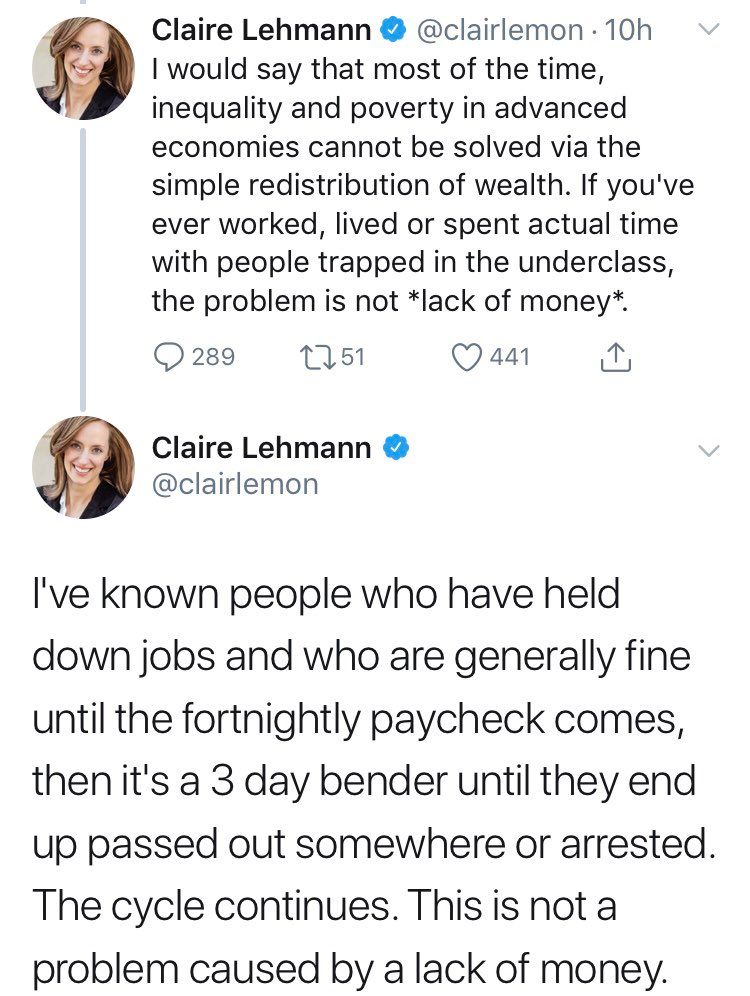 Claire Lehmann @clairlemon · 10h
I would say that most of the time,
inequality and poverty in advanced
economies cannot be solved via the
simple redistribution of wealth. If you've
ever worked, lived or spent actual time
with people trapped in the underclass,
the problem is not *lack of money*.
289 51 441
Claire Lehmann
@clairlemon
I've known people who have held
down jobs and who are generally fine
until the fortnightly paycheck comes,
then it's a 3 day bender until they end
up passed out somewhere or arrested.
The cycle continues. This is not a
problem caused by a lack of money.